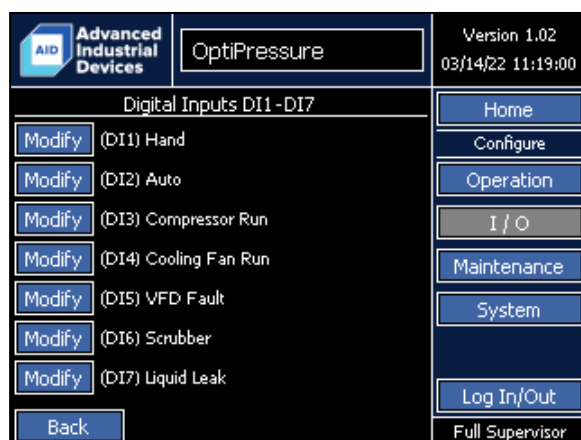 AID
Advanced
Industrial
Devices
OptiPressure
Version 1.02
03/14/22 11:19:00
Digital Inputs DI1-DI7
Modify (DI1) Hand
Modify (DI2) Auto
Modify (DI3) Compressor Run
Modify (DI4) Cooling Fan Run
Modify (DI5) VFD Fault
Modify (DI6) Scrubber
Modify (DI7) Liquid Leak
Back
Home
Configure
Operation
I / O
Maintenance
System
Log In/Out
Full Supervisor